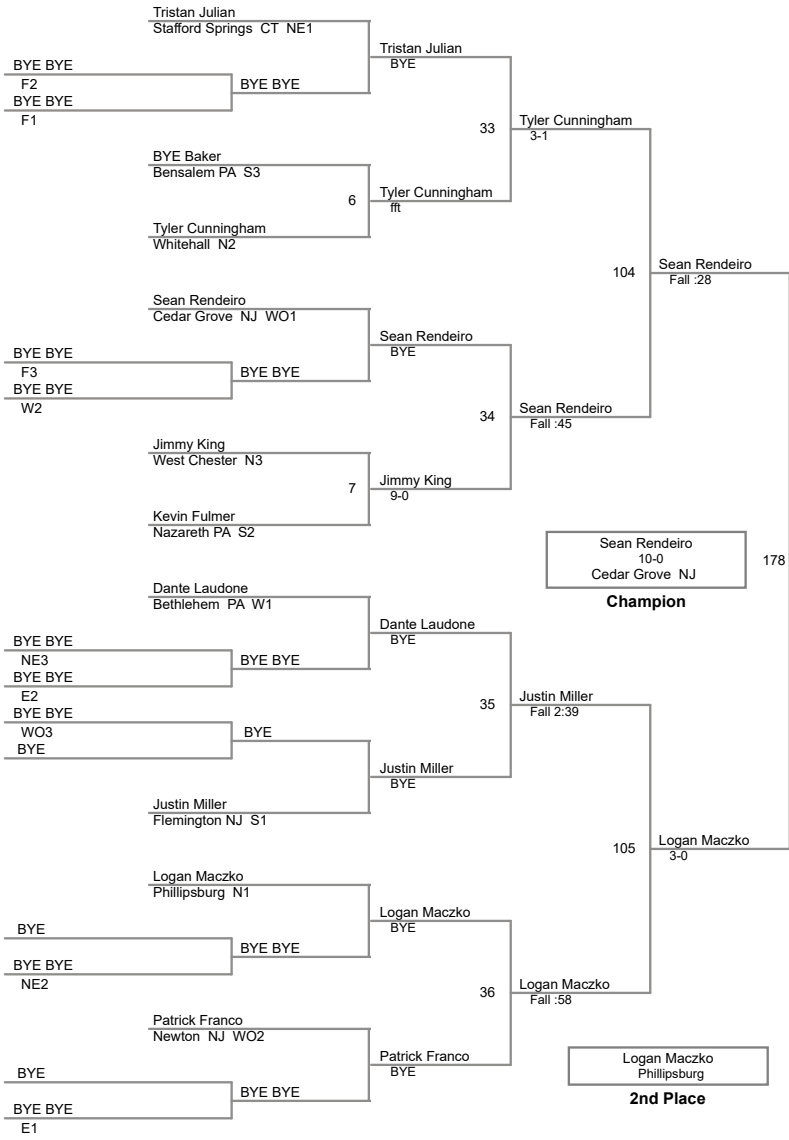 Tristan Julian
Stafford Springs CT NE1
Tristan Julian
BYE
BYE BYE
F2
BYE BYE
BYE BYE
F1
33
Tyler Cunningham
3-1
BYE Baker
Bensalem PA S3
6
Tyler Cunningham
fft
Tyler Cunningham
Whitehall N2
104
Sean Rendeiro
Fall :28
Sean Rendeiro
Cedar Grove NJ WO1
Sean Rendeiro
BYE
BYE BYE
F3
BYE BYE
BYE BYE
W2
34
Sean Rendeiro
Fall :45
Jimmy King
West Chester N3
7
Jimmy King
9-0
Kevin Fulmer
Nazareth PA S2
Sean Rendeiro
10-0
Cedar Grove NJ
178
Champion
Dante Laudone
Bethlehem PA W1
Dante Laudone
BYE
BYE BYE
NE3
BYE BYE
BYE BYE
E2
35
Justin Miller
Fall 2:39
BYE BYE
WO3
BYE
BYE
Justin Miller
BYE
Justin Miller
Flemington NJ S1
105
Logan Maczko
3-0
Logan Maczko
Phillipsburg N1
Logan Maczko
BYE
BYE
BYE BYE
BYE BYE
NE2
36
Logan Maczko
Fall :58
Patrick Franco
Newton NJ WO2
Patrick Franco
BYE
BYE
BYE BYE
BYE BYE
E1
Logan Maczko
Phillipsburg
2nd Place